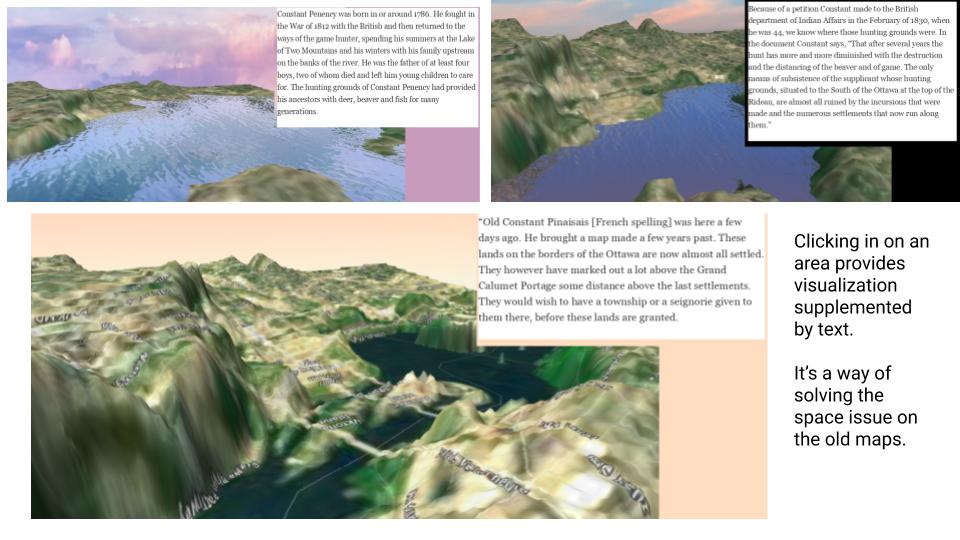 Constant Penency was born in or around 1786. He fought in
the War of 1812 with the British and then returned to the
ways of the game hunter, spending his summers at the Lake
of Two Mountains and his winters with his family upstream
on the banks of the river. He was the father of at least four
boys, two of whom died and left him young children to care
for. The hunting grounds of Constant Penency had provided
his ancestors with deer, beaver and fish for many
generations.
Because of a petition Constant made to the British
department of Indian Affairs in the February of 1830, when
he was 44, we know where those hunting grounds were. In
the document Constant says, "That after several years the
hunt has more and more diminished with the destruction
and the distancing of the beaver and of game. The only
means of subsistence of the supplicant whose hunting
grounds, situated to the South of the Ottawa at the top of the
Rideau, are almost all ruined by the incursions that were
made and the numerous settlements that now run along
them."
"Old Constant Pinaisais [French spelling] was here a few
days ago. He brought a map made a few years past. These
lands on the borders of the Ottawa are now almost all settled.
They however have marked out a lot above the Grand
Calumet Portage some distance above the last settlements.
They would wish to have a township or a seignorie given to
them there, before these lands are granted.
Clicking in on an
area provides
visualization
supplemented
by text.
It's a way of
solving the
space issue on
the old maps.